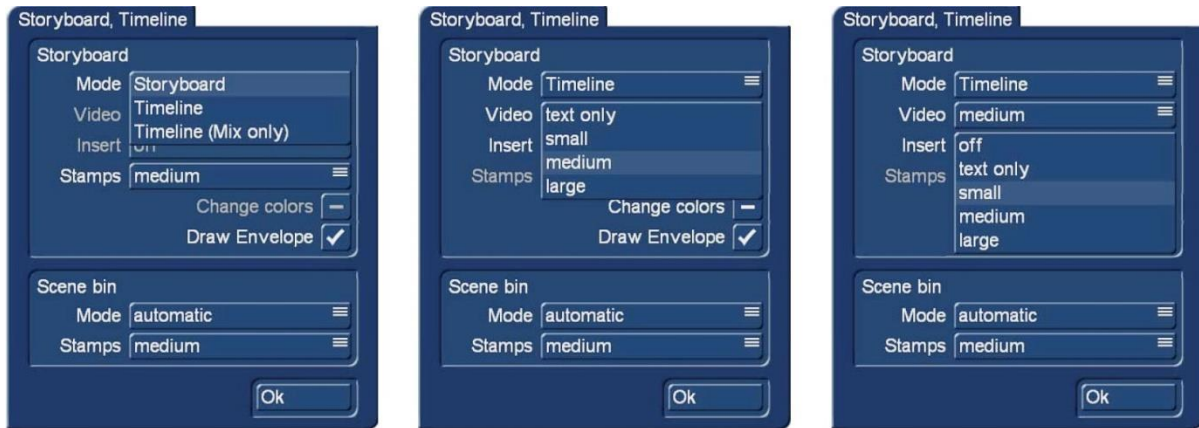 Storyboard, Timeline
Storyboard
Mode Storyboard
Timeline
Video
Timeline (Mix only)
Insert off
Stamps medium
Change colors
Draw Envelope
Scene bin
Mode automatic
Stamps medium
Ok
Storyboard, Timeline
Storyboard
Mode Timeline
Video text only
small
Insert
medium
Stamps
large
Change colors
Draw Envelope
Scene bin
Mode automatic
Stamps medium
Ok
Storyboard, Timeline
Storyboard
Mode Timeline
Video medium
Insert off
text only
Stamps
small
medium
large
Scene bin
Mode automatic
Stamps medium
Ok